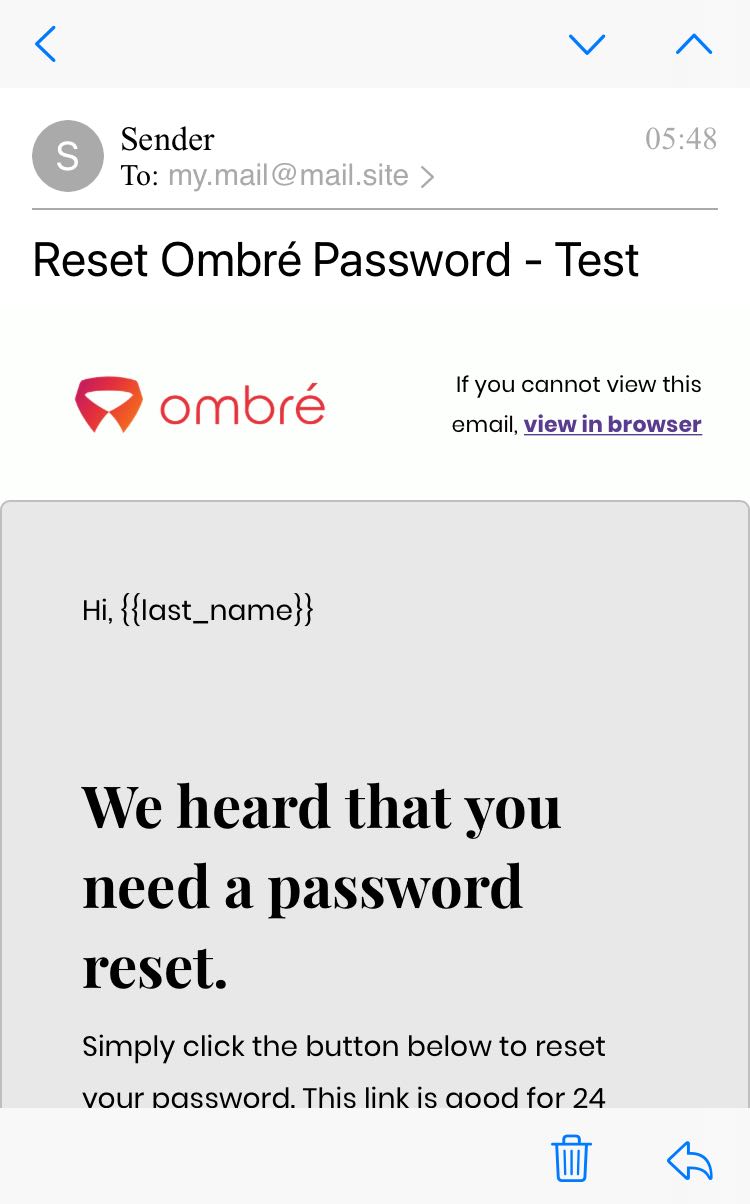 S
Sender
05:48
To: my.mail@mail.site
Reset Ombré Password - Test
ombré
If you cannot view this
email, view in browser
Hi, {{last_name}}
We heard that you
need a password
reset.
Simply click the button below to reset
your password. This link is good for 24